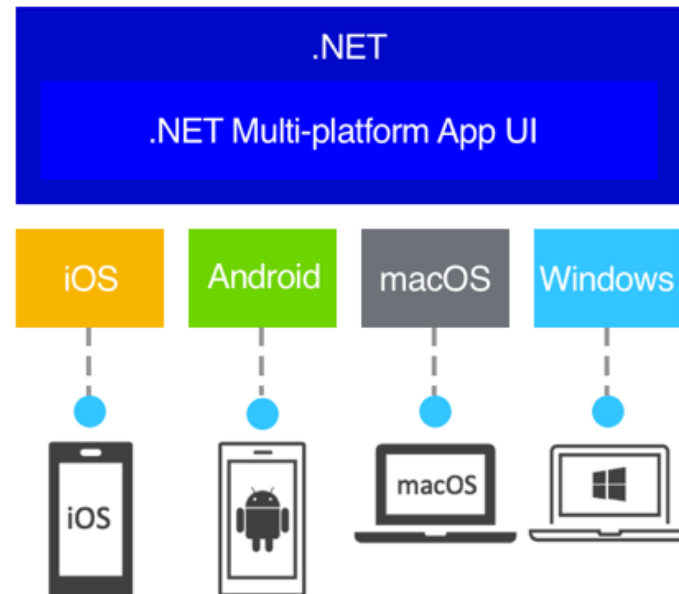 .NET
.NET Multi-platform App UI
iOS
Android
macOS
Windows
iOS
macOS